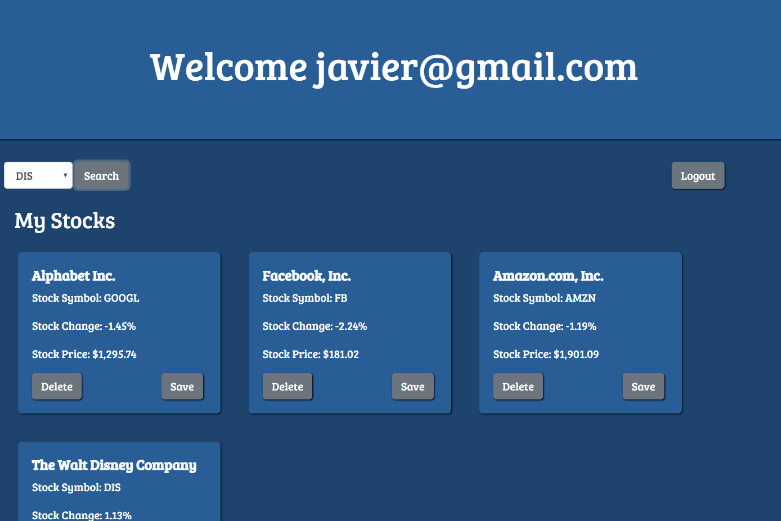 Welcome javier@gmail.com
DIS
Search
Logout
My Stocks
Alphabet Inc.
Stock Symbol: GOOGL
Stock Change: -1.45%
Stock Price: $1,295.74
Delete
Save
Facebook, Inc.
Stock Symbol: FB
Stock Change: -2.24%
Stock Price: $181.02
Delete
Save
Amazon.com, Inc.
Stock Symbol: AMZN
Stock Change: -1.19%
Stock Price: $1,901.09
Delete
Save
The Walt Disney Company
Stock Symbol: DIS
Stock Change: 1.13%